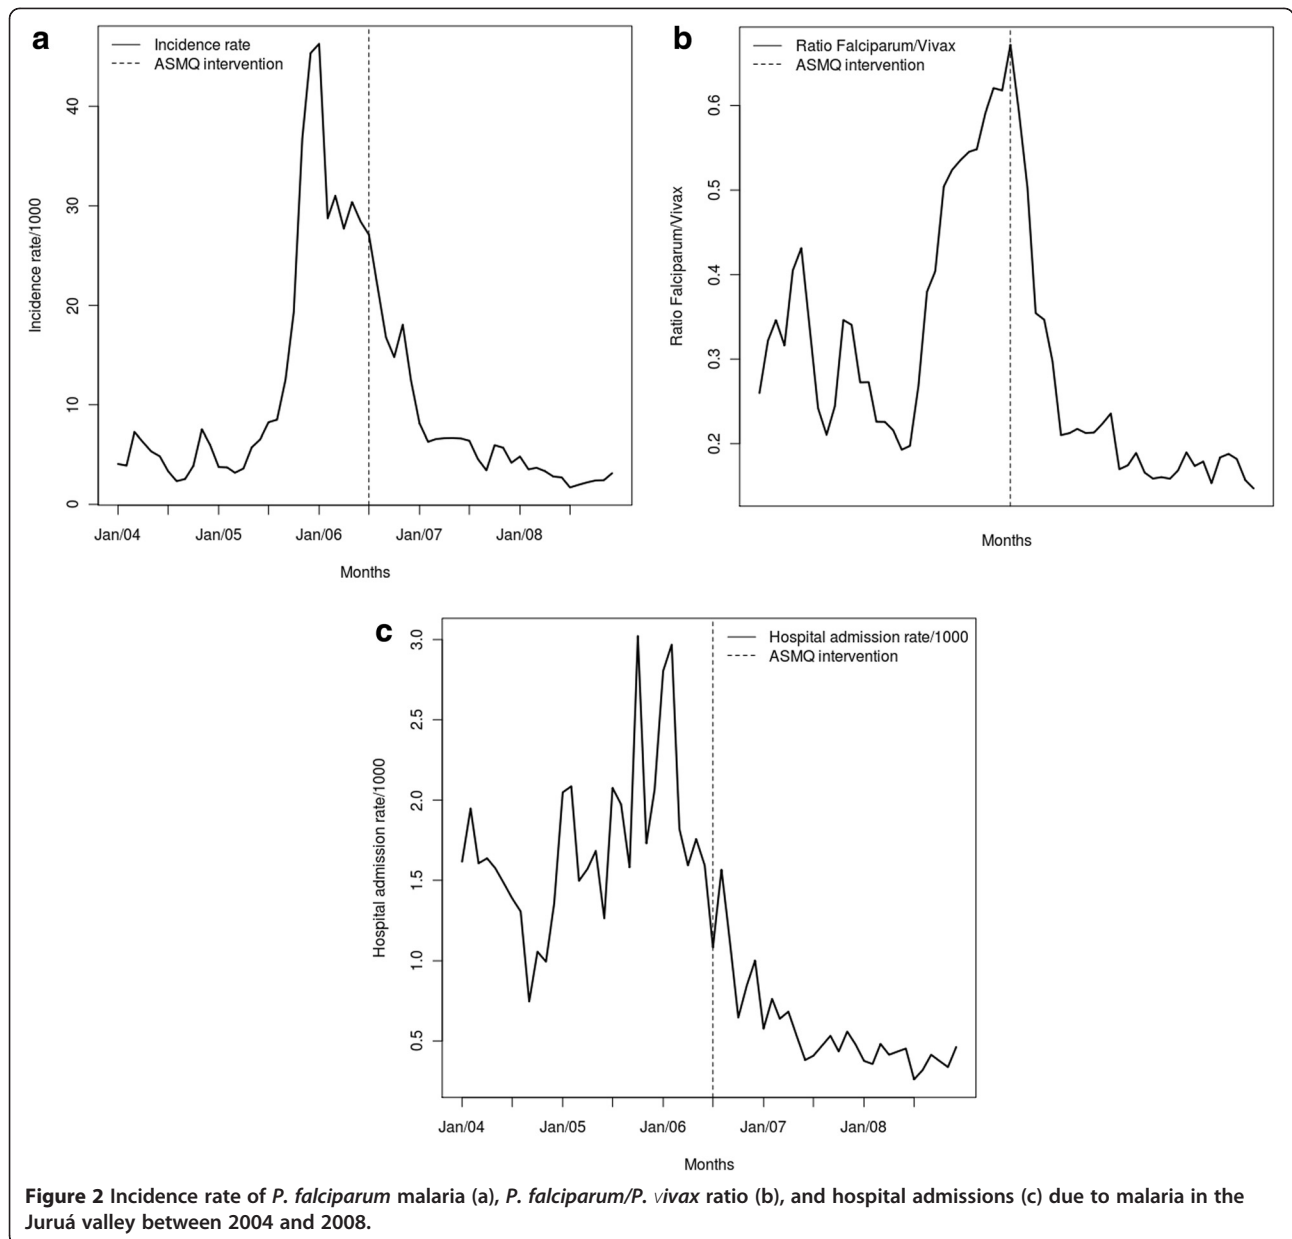 a
Incidence rate
ASMQ intervention
Incidence rate/1000
40
30
20
10
0
Jan/04 Jan/05 Jan/06 Jan/07 Jan/08
Months
b
Ratio Falciparum/Vivax
ASMQ intervention
Ratio Falciparum/Vivax
0.6
0.5
0.4
0.3
0.2
Months
c
Hospital admission rate/1000
ASMQ intervention
Hospital admission rate/1000
3.0
2.5
2.0
1.5
1.0
0.5
Jan/04 Jan/05 Jan/06 Jan/07 Jan/08
Months
Figure 2 Incidence rate of P. falciparum malaria (a), P. falciparum/P. vivax ratio (b), and hospital admissions (c) due to malaria in the
Juruá valley between 2004 and 2008.